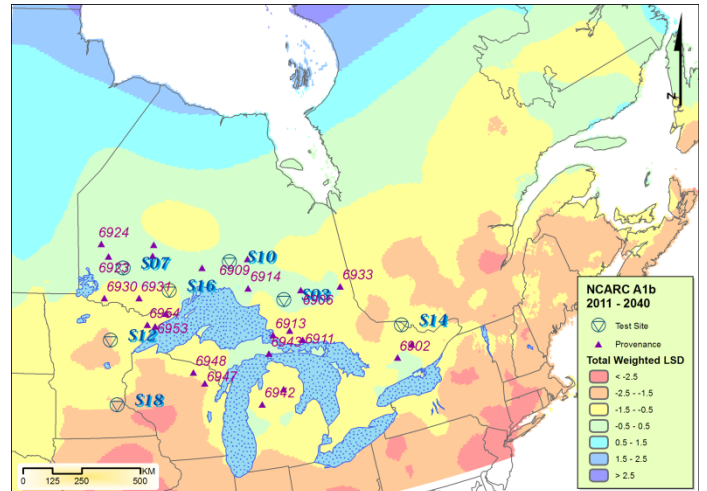 N
6924
S07
6923
S10
6909
6914
6933
6930
6931
S16
S03
6906
6954
6953
S12
6913
6943
6911
S14
6902
6948
6947
6942
S18
NCARC A1b
2011 - 2040
Test Site
Provenance
Total Weighted LSD
< -2.5
-2.5 - -1.5
-1.5 - -0.5
-0.5 - 0.5
0.5 - 1.5
1.5 - 2.5
> 2.5
0 125 250 500
KM